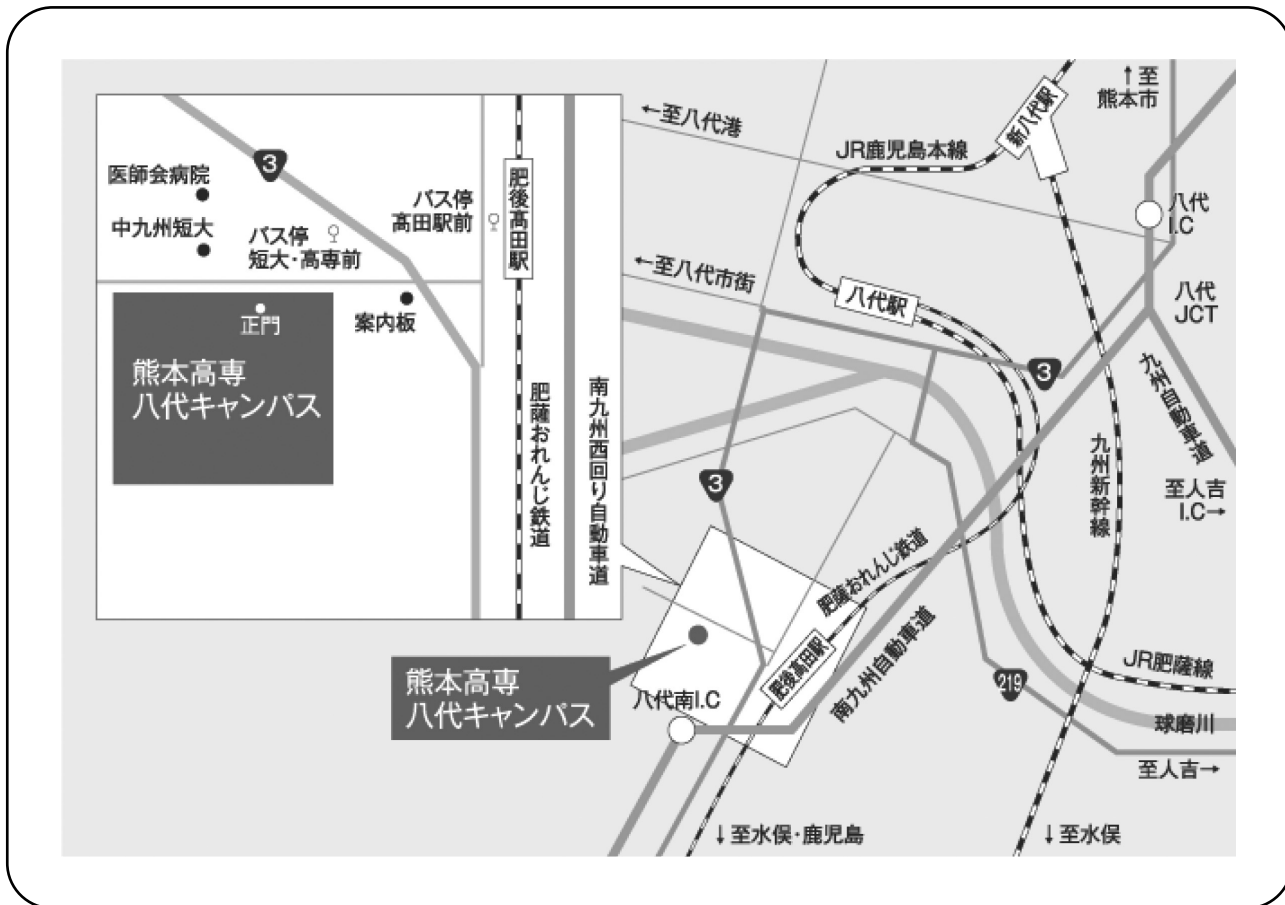 医師会病院
中九州短大
3
バス停
短大・高専前
バス停
高田駅前
肥後高田駅
正門
案内板
熊本高専
八代キャンパス
肥薩おれんじ鉄道
南九州西回り自動車道
←至八代港
JR鹿児島本線
新八代駅
↑至
熊本市
八代
I.C
←至八代市街
八代駅
八代
JCT
3
九州自動車道
九州新幹線
至人吉
I.C→
3
肥薩おれんじ鉄道
肥後高田駅
南九州自動車道
熊本高専
八代キャンパス
八代南I.C
219
JR肥薩線
球磨川
至人吉→
↓至水俣・鹿児島
↓至水俣